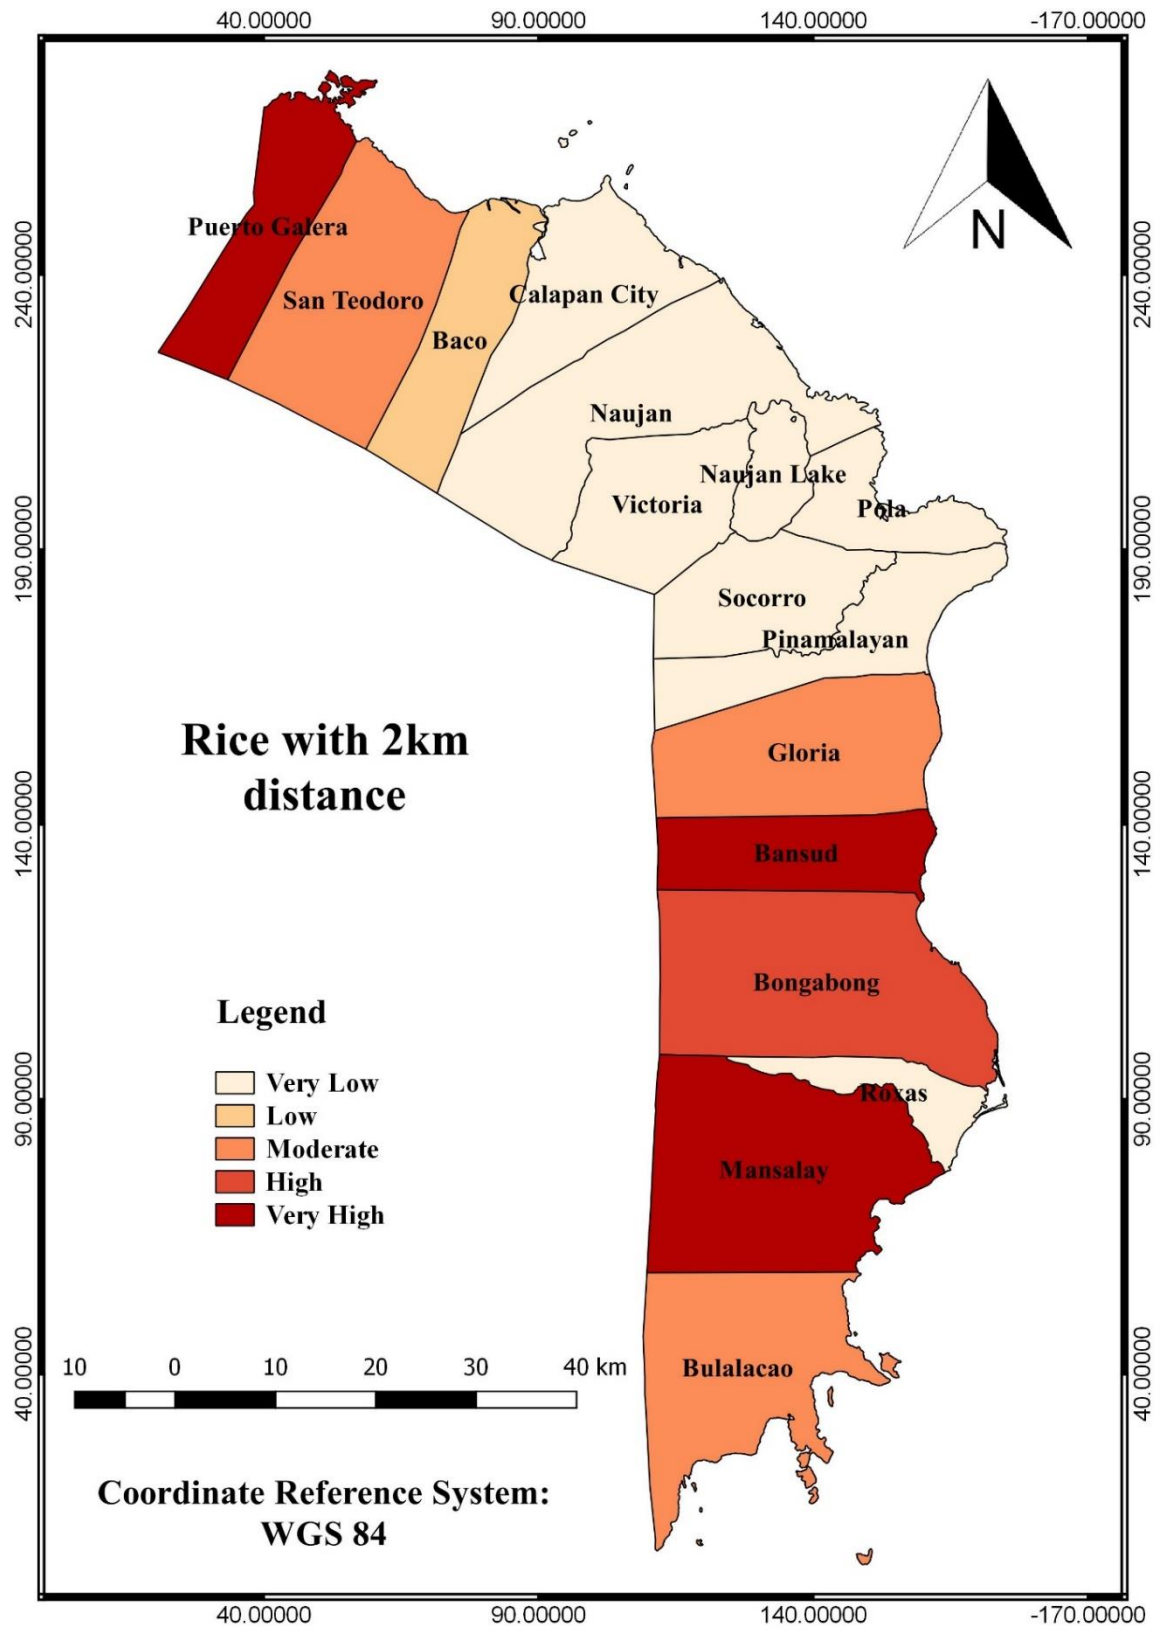 40.00000 90.00000 140.00000 -170.00000
N
Puerto Galera
San Teodoro
Baco
Calapan City
Naujan
Naujan Lake
Victoria
Pola
Socorro
Pinamalayan
Gloria
Bansud
Bongabong
Roxas
Mansalay
Bulalacao
240.00000
190.00000
140.00000
90.00000
40.00000
240.00000
190.00000
140.00000
90.00000
40.00000
Rice with 2km
distance
Legend
Very Low
Low
Moderate
High
Very High
10 0 10 20 30 40 km
Coordinate Reference System:
WGS 84
40.00000 90.00000 140.00000 -170.00000